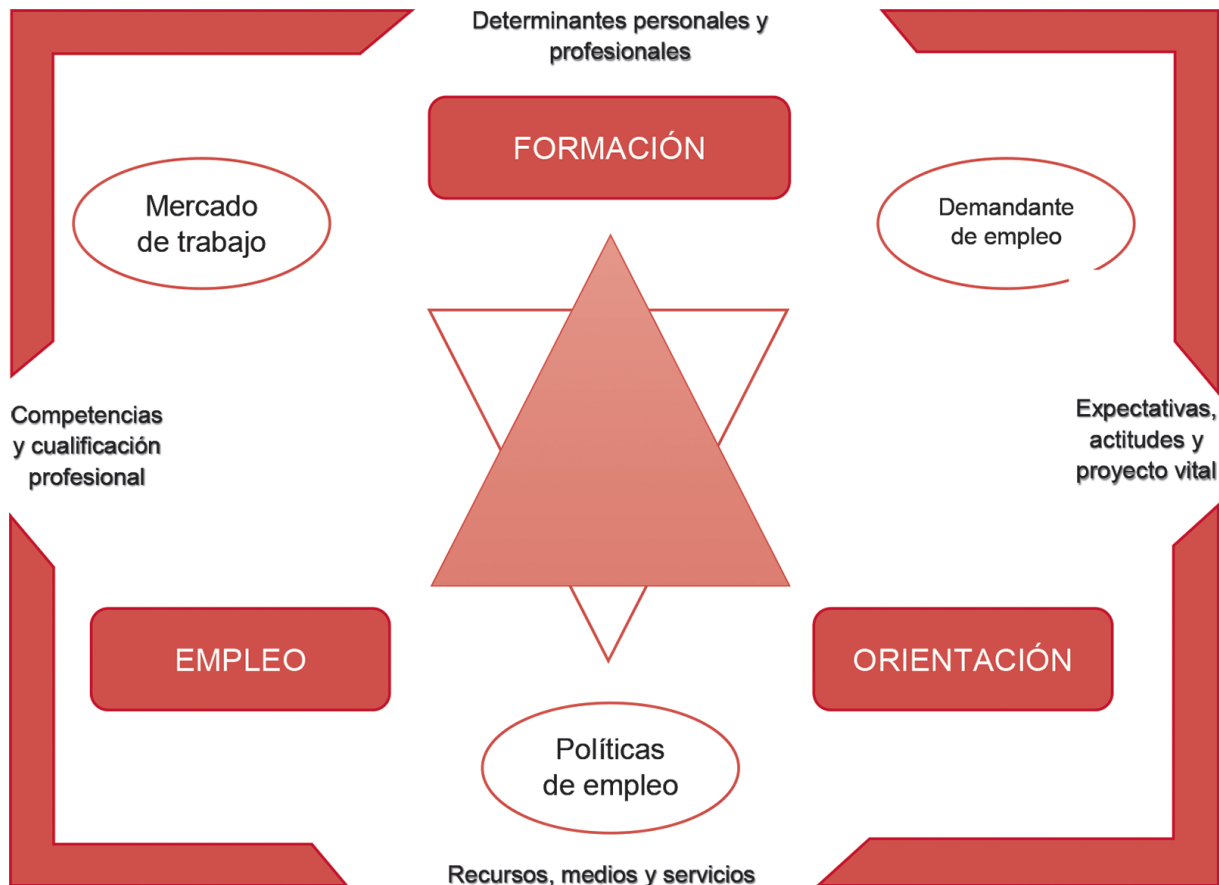 Determinantes personales y
profesionales
FORMACIÓN
Mercado
de trabajo
Demandante
de empleo
Competencias
y cualificación
profesional
Expectativas,
actitudes y
proyecto vital
EMPLEO
ORIENTACIÓN
Políticas
de empleo
Recursos, medios y servicios